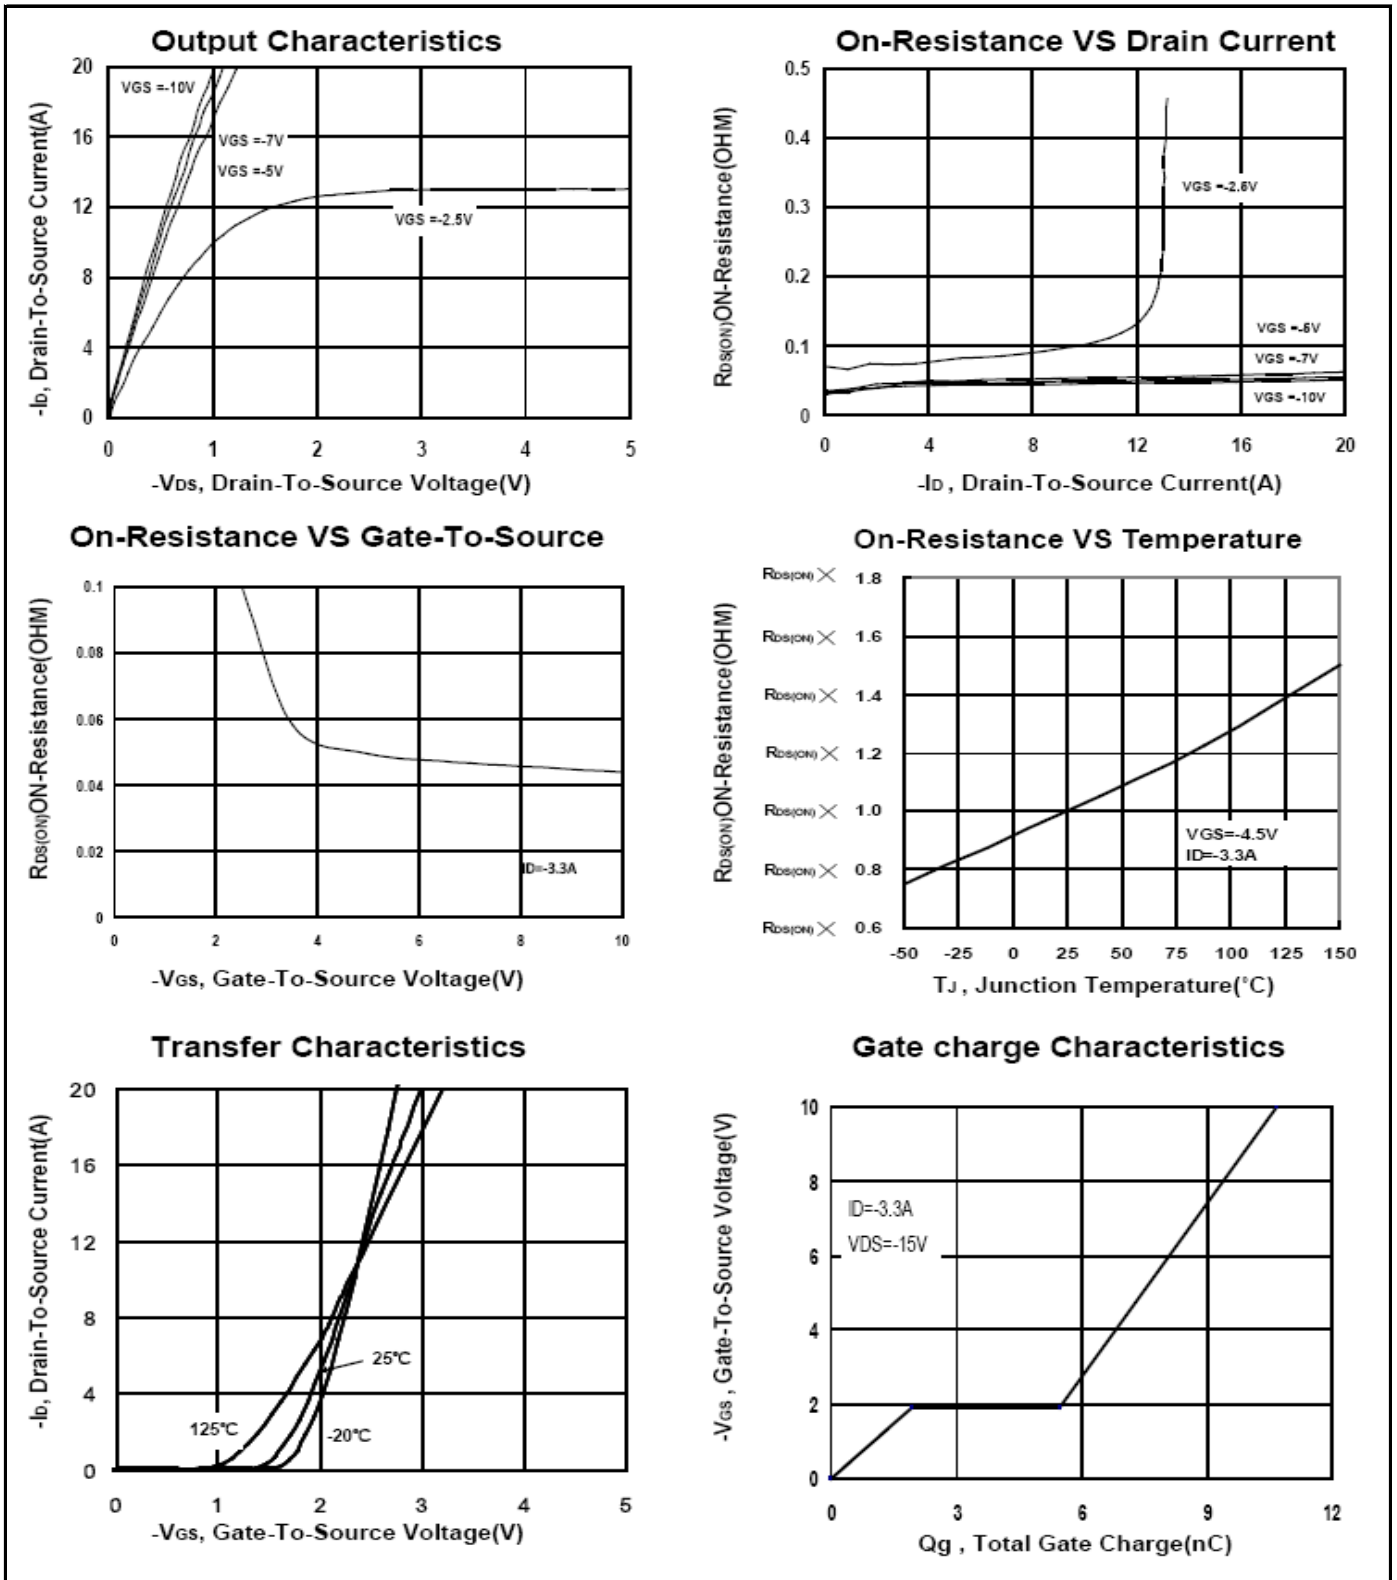 Output Characteristics
-ID, Drain-To-Source Current(A)
20
16
12
8
4
0
VGS =-10V
VGS =-7V
VGS =-5V
VGS =-2.5V
0 1 2 3 4 5
-VDS, Drain-To-Source Voltage(V)
On-Resistance VS Drain Current
RDS(ON)ON-Resistance(OHM)
0.5
0.4
0.3
0.2
0.1
0
VGS =-2.5V
VGS =-5V
VGS =-7V
VGS =-10V
0 4 8 12 16 20
-ID , Drain-To-Source Current(A)
On-Resistance VS Gate-To-Source
RDS(ON)ON-Resistance(OHM)
0.1
0.08
0.06
0.04
0.02
0
ID=-3.3A
0 2 4 6 8 10
-VGS, Gate-To-Source Voltage(V)
On-Resistance VS Temperature
RDS(ON)ON-Resistance(OHM)
RDS(ON) × 1.8
RDS(ON) × 1.6
RDS(ON) × 1.4
RDS(ON) × 1.2
RDS(ON) × 1.0
RDS(ON) × 0.8
RDS(ON) × 0.6
VGS=-4.5V
ID=-3.3A
-50 -25 0 25 50 75 100 125 150
TJ , Junction Temperature(°C)
Transfer Characteristics
-ID, Drain-To-Source Current(A)
20
16
12
8
4
0
25°C
125°C
-20°C
0 1 2 3 4 5
-VGS, Gate-To-Source Voltage(V)
Gate charge Characteristics
-VGS , Gate-To-Source Voltage(V)
10
8
6
4
2
0
ID=-3.3A
VDS=-15V
0 3 6 9 12
Qg , Total Gate Charge(nC)